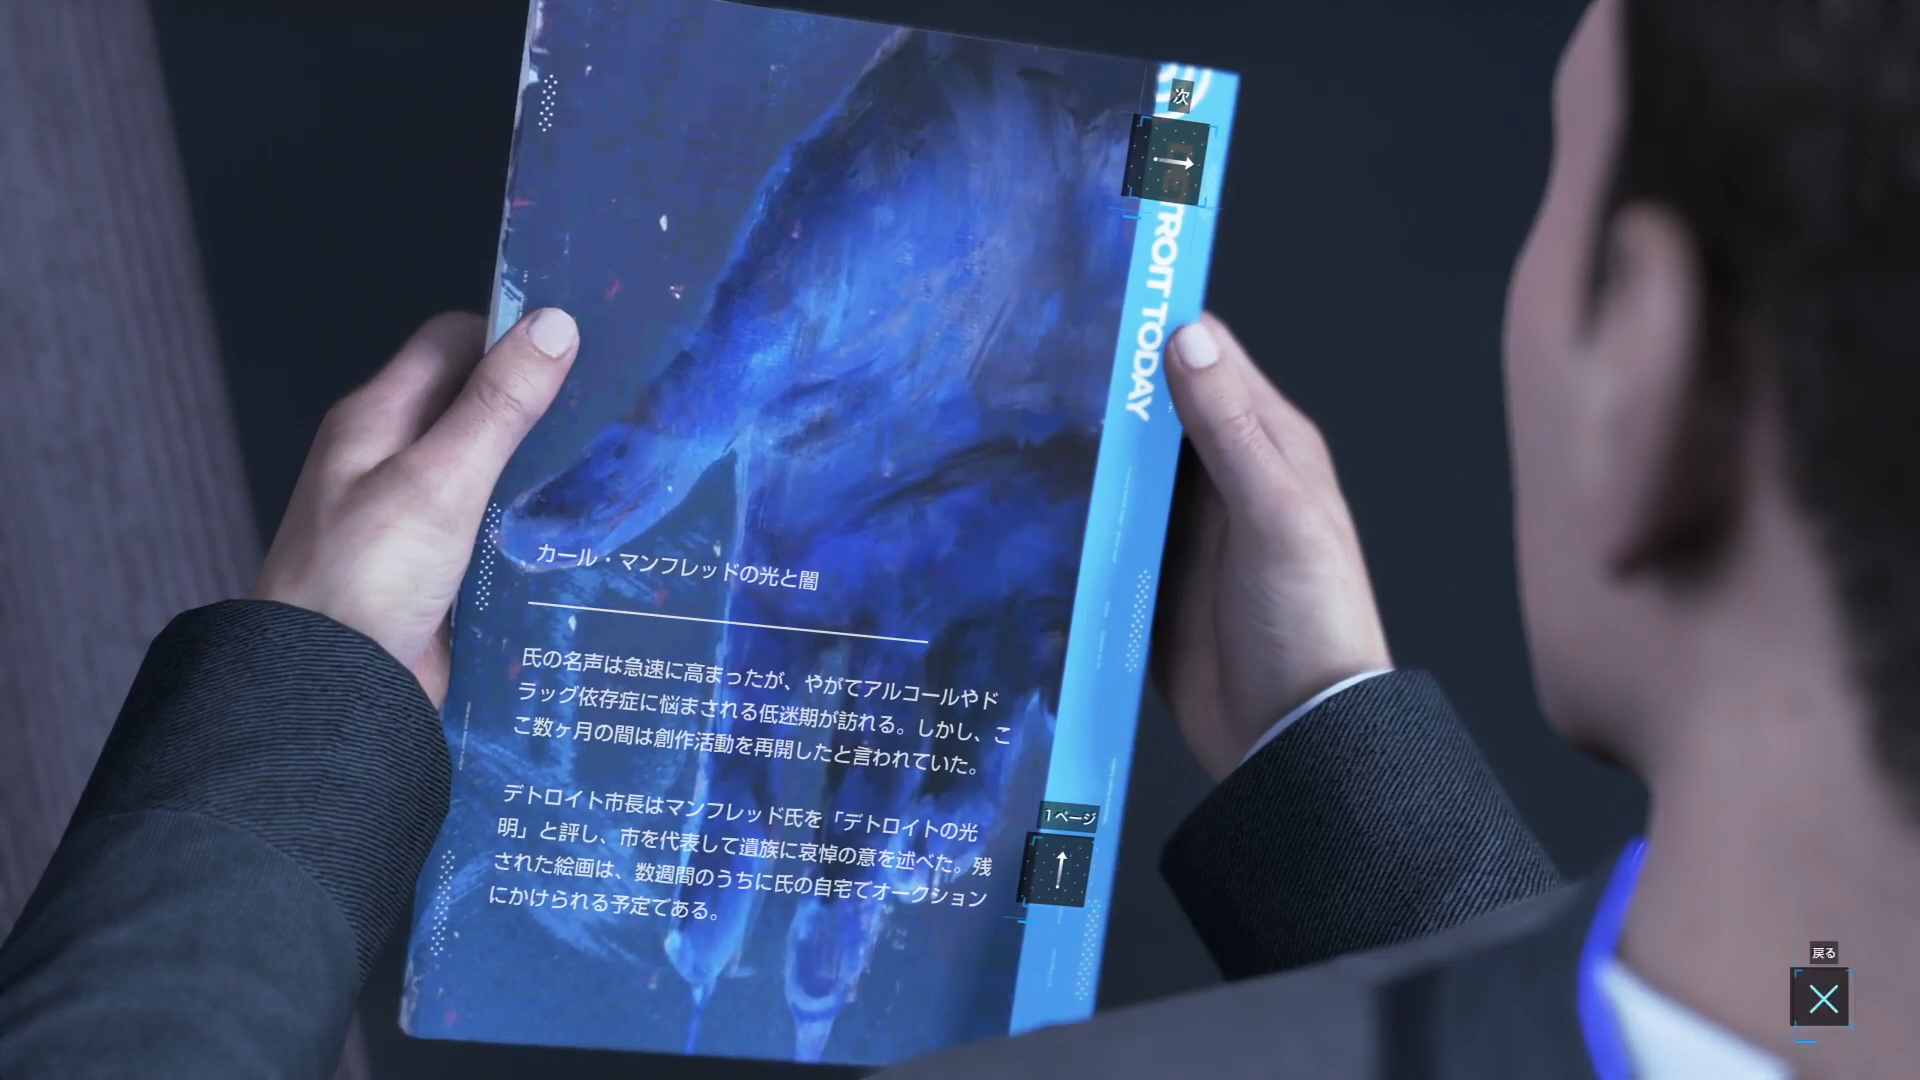 次
TROIT TODAY
カール・マンフレッドの光と闇
氏の名声は急速に高まったが、やがてアルコールやド
ラッグ依存症に悩まされる低迷期が訪れる。しかし、こ
こ数ヶ月の間は創作活動を再開したと言われていた。
デトロイト市長はマンフレッド氏を「デトロイトの光
明」と評し、市を代表して遺族に哀悼の意を述べた。残
された絵画は、数週間のうちに氏の自宅でオークション
にかけられる予定である。
1ページ
戻る